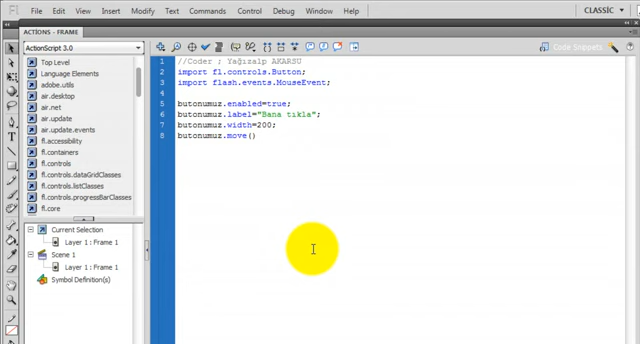 Fl File Edit View Insert Modify Text Commands Control Debug Window Help CLASSIC
ACTIONS - FRAME
ActionScript 3.0
Code Snippets
Top Level
Language Elements
adobe.utils
air.desktop
air.net
air.update
air.update.events
fl.accessibility
fl.containers
fl.controls
fl.controls.dataGridClasses
fl.controls.listClasses
fl.controls.progressBarClasses
fl.core
Current Selection
Layer 1 : Frame 1
Scene 1
Layer 1 : Frame 1
Symbol Definition(s)
1 //Coder ; Yağızalp AKARSU
2 import fl.controls.Button;
3 import flash.events.MouseEvent;
4
5 butonumuz.enabled=true;
6 butonumuz.label="Bana tikla";
7 butonumuz.width=200;
8 butonumuz.move()